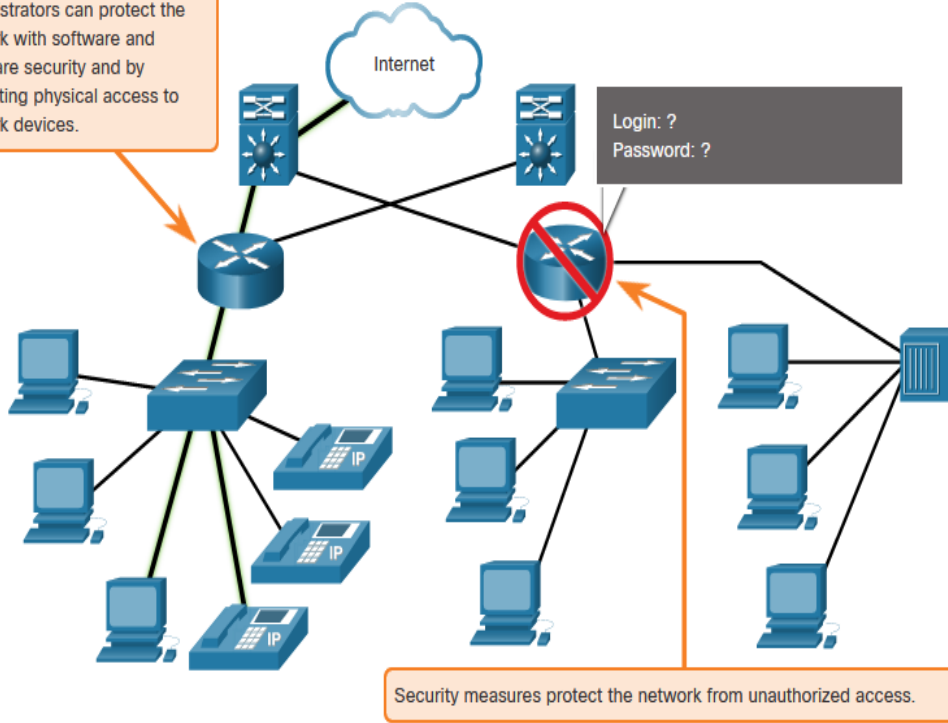 strators can protect the
k with software and
are security and by
ting physical access to
k devices.
Internet
Login: ?
Password: ?
IP
IP
IP
Security measures protect the network from unauthorized access.